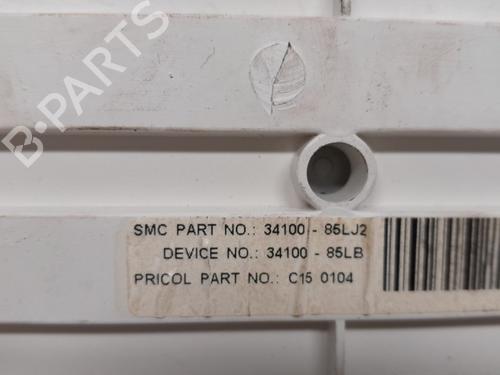 B-PARTS
SMC PART NO.: 34100 - 85LJ2
DEVICE NO.: 34100 - 85LB
PRICOL PART NO.: C15 0104